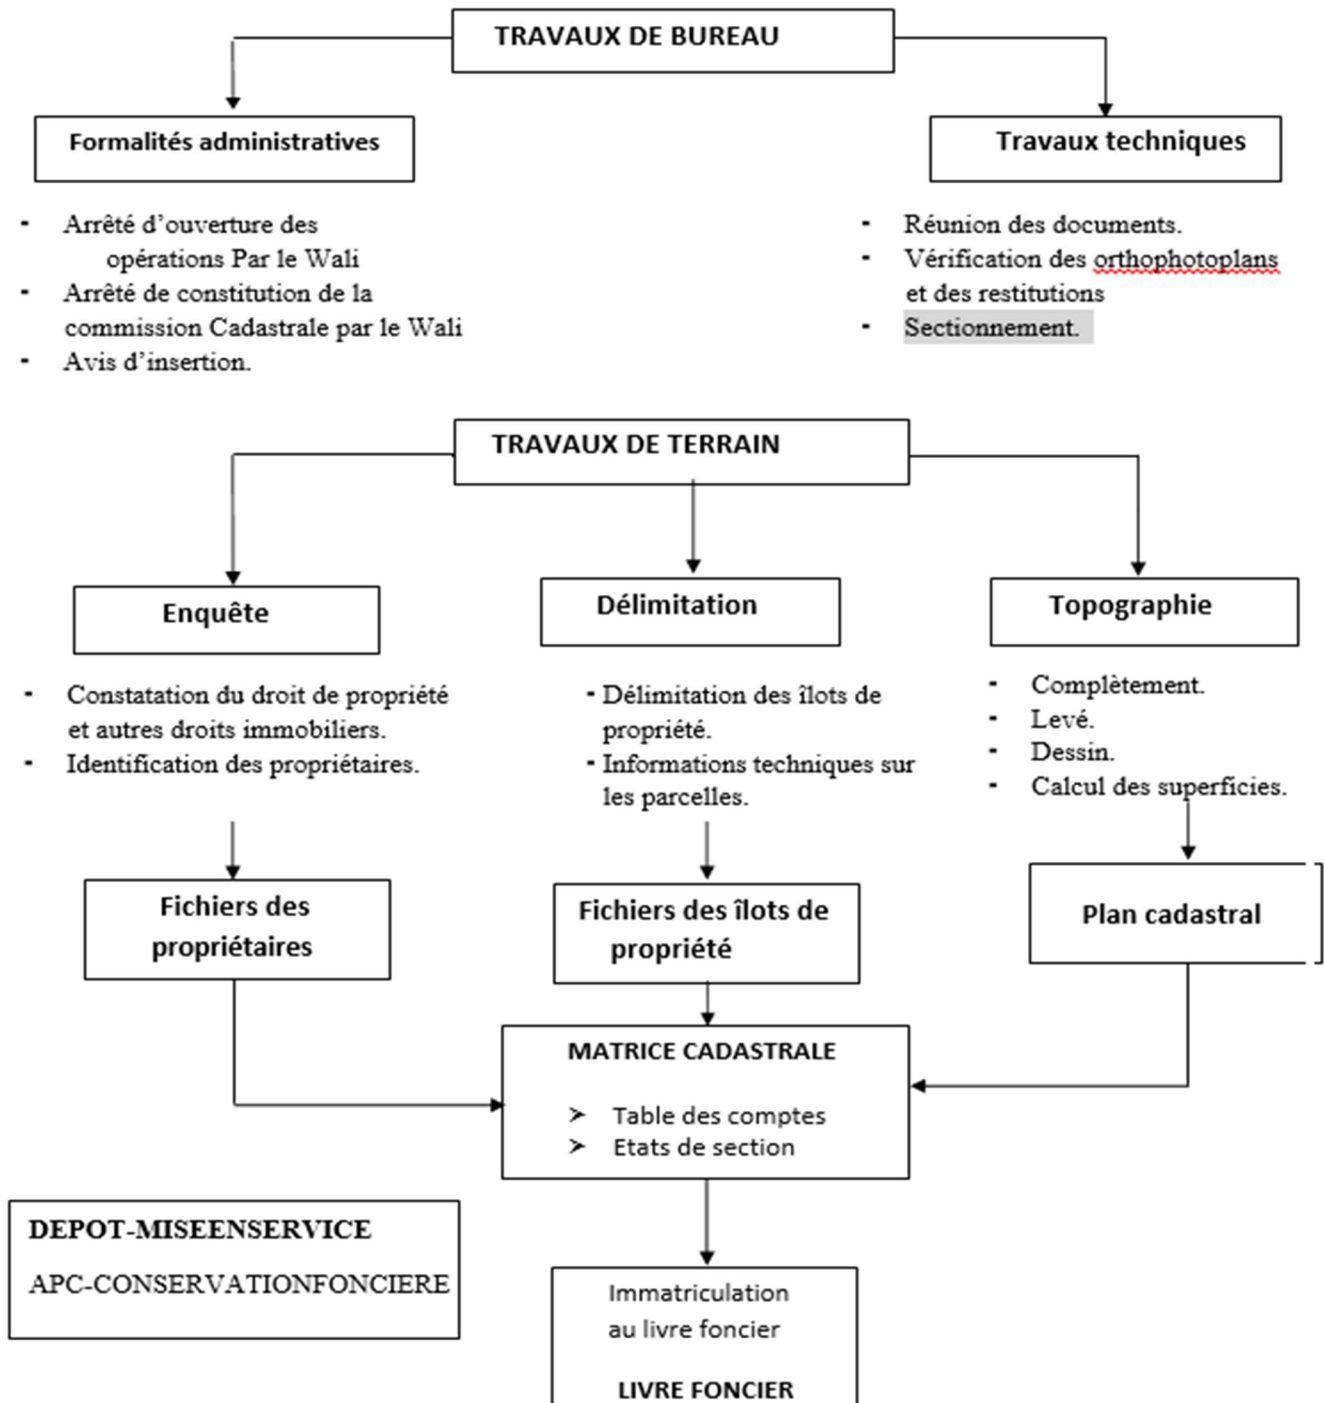 TRAVAUX DE BUREAU
Formalités administratives
- Arrêté d’ouverture des
opérations Par le Wali
- Arrêté de constitution de la
commission Cadastrale par le Wali
- Avis d’insertion.
Travaux techniques
- Réunion des documents.
- Vérification des orthophotoplans
et des restitutions
- Sectionnement.
TRAVAUX DE TERRAIN
Enquête
- Constatation du droit de propriété
et autres droits immobiliers.
- Identification des propriétaires.
Délimitation
- Délimitation des îlots de
propriété.
- Informations techniques sur
les parcelles.
Topographie
- Complètement.
- Levé.
- Dessin.
- Calcul des superficies.
Fichiers des
propriétaires
Fichiers des îlots de
propriété
Plan cadastral
MATRICE CADASTRALE
➢ Table des comptes
➢ Etats de section
DEPOT-MISEENSERVICE
APC-CONSERVATIONFONCIERE
Immatriculation
au livre foncier
LIVRE FONCIER